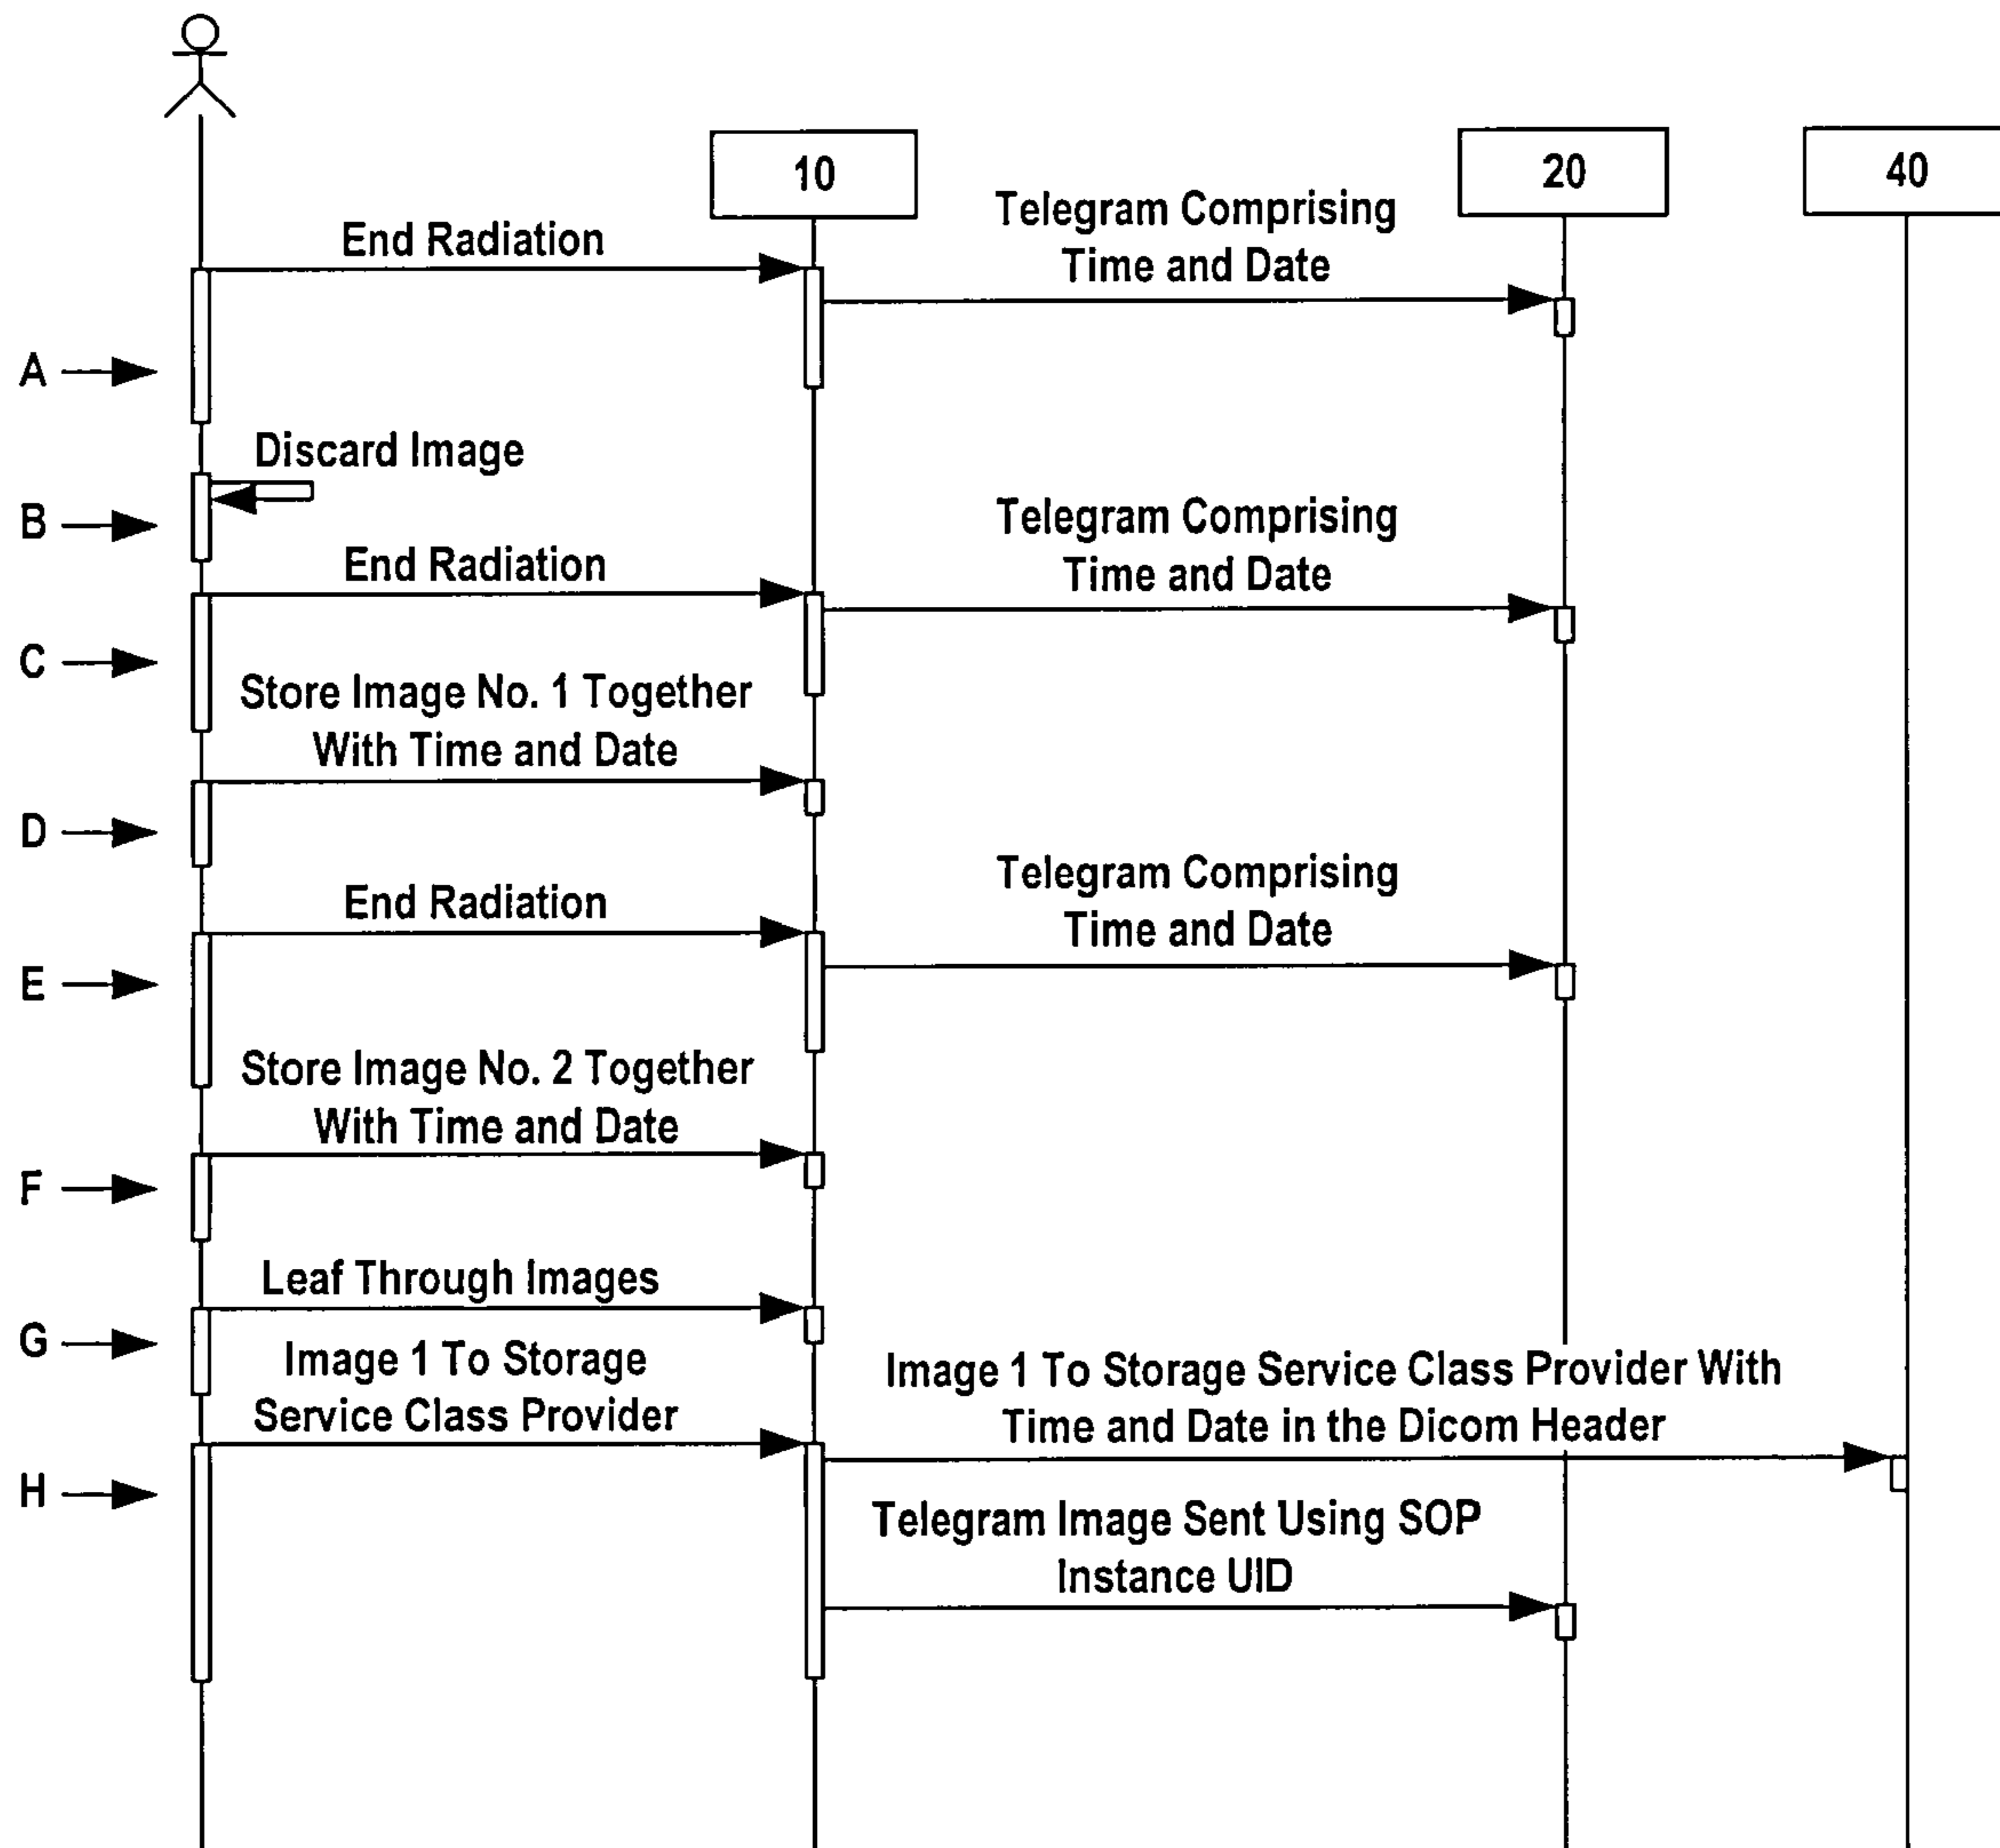 10
20
40
End Radiation
Telegram Comprising
Time and Date
A
Discard Image
B
End Radiation
Telegram Comprising
Time and Date
C
Store Image No. 1 Together
With Time and Date
D
End Radiation
Telegram Comprising
Time and Date
E
Store Image No. 2 Together
With Time and Date
F
Leaf Through Images
G
Image 1 To Storage
Service Class Provider
Image 1 To Storage Service Class Provider With
Time and Date in the Dicom Header
H
Telegram Image Sent Using SOP
Instance UID